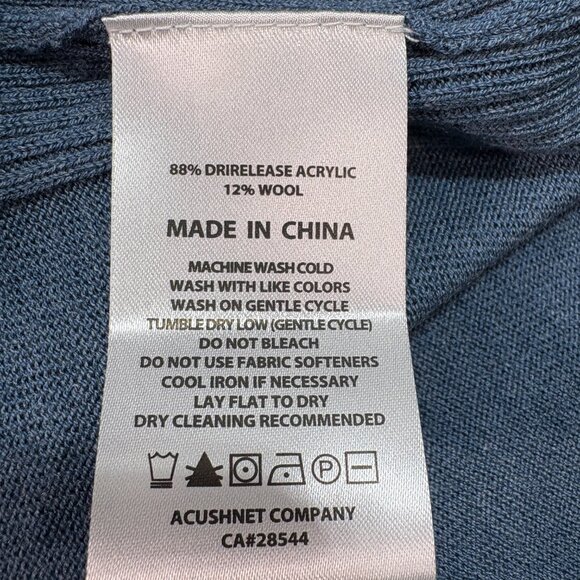 88% DRIRELEASE ACRYLIC
12% WOOL
MADE IN CHINA
MACHINE WASH COLD
WASH WITH LIKE COLORS
WASH ON GENTLE CYCLE
TUMBLE DRY LOW (GENTLE CYCLE)
DO NOT BLEACH
DO NOT USE FABRIC SOFTENERS
COOL IRON IF NECESSARY
LAY FLAT TO DRY
DRY CLEANING RECOMMENDED
P
ACUSHNET COMPANY
CA#28544